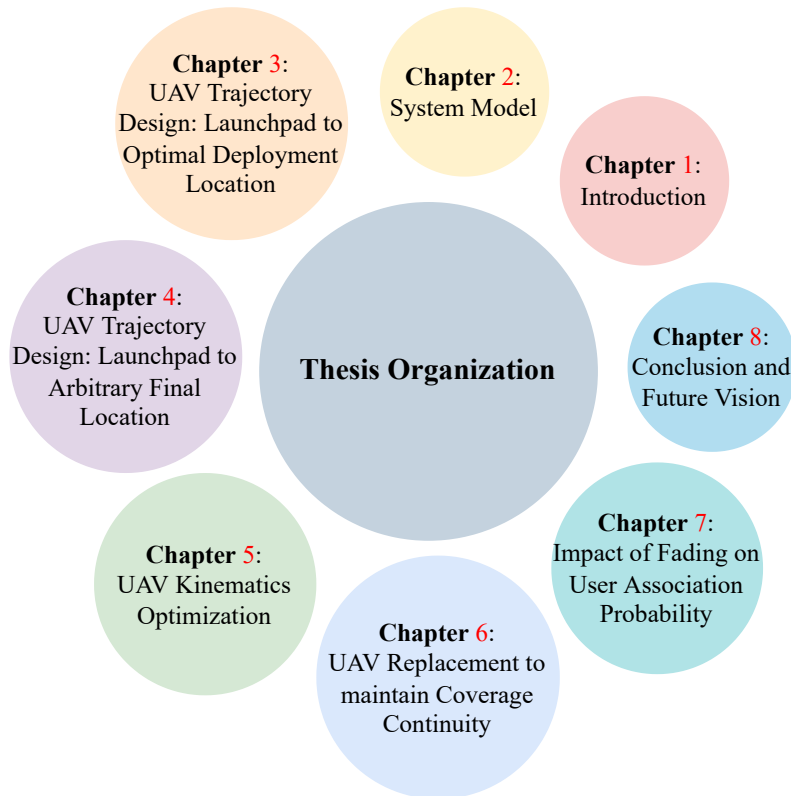 Chapter 3:
UAV Trajectory
Design: Launchpad to
Optimal Deployment
Location
Chapter 2:
System Model
Chapter 1:
Introduction
Chapter 4:
UAV Trajectory
Design: Launchpad to
Arbitrary Final
Location
Thesis Organization
Chapter 8:
Conclusion and
Future Vision
Chapter 5:
UAV Kinematics
Optimization
Chapter 6:
UAV Replacement to
maintain Coverage
Continuity
Chapter 7:
Impact of Fading on
User Association
Probability